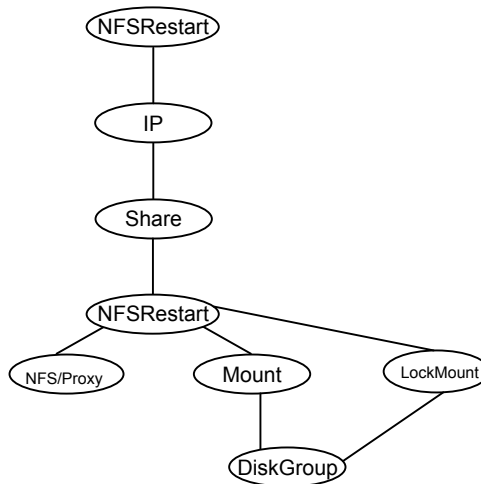 NFSRestart
IP
Share
NFSRestart
NFS/Proxy
Mount
LockMount
DiskGroup